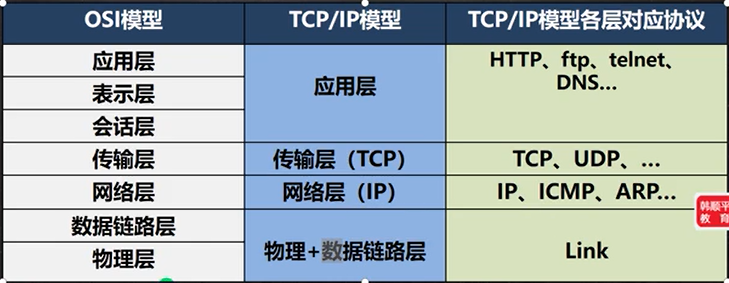 OSI模型 TCP/IP模型 TCP/IP模型各层对应协议
应用层
表示层
会话层
应用层
HTTP、ftp、telnet、
DNS...
传输层 传输层（TCP） TCP、UDP、...
网络层 网络层（IP） IP、ICMP、ARP...
数据链路层
物理层
物理+数据链路层
Link
韩顺平
教育